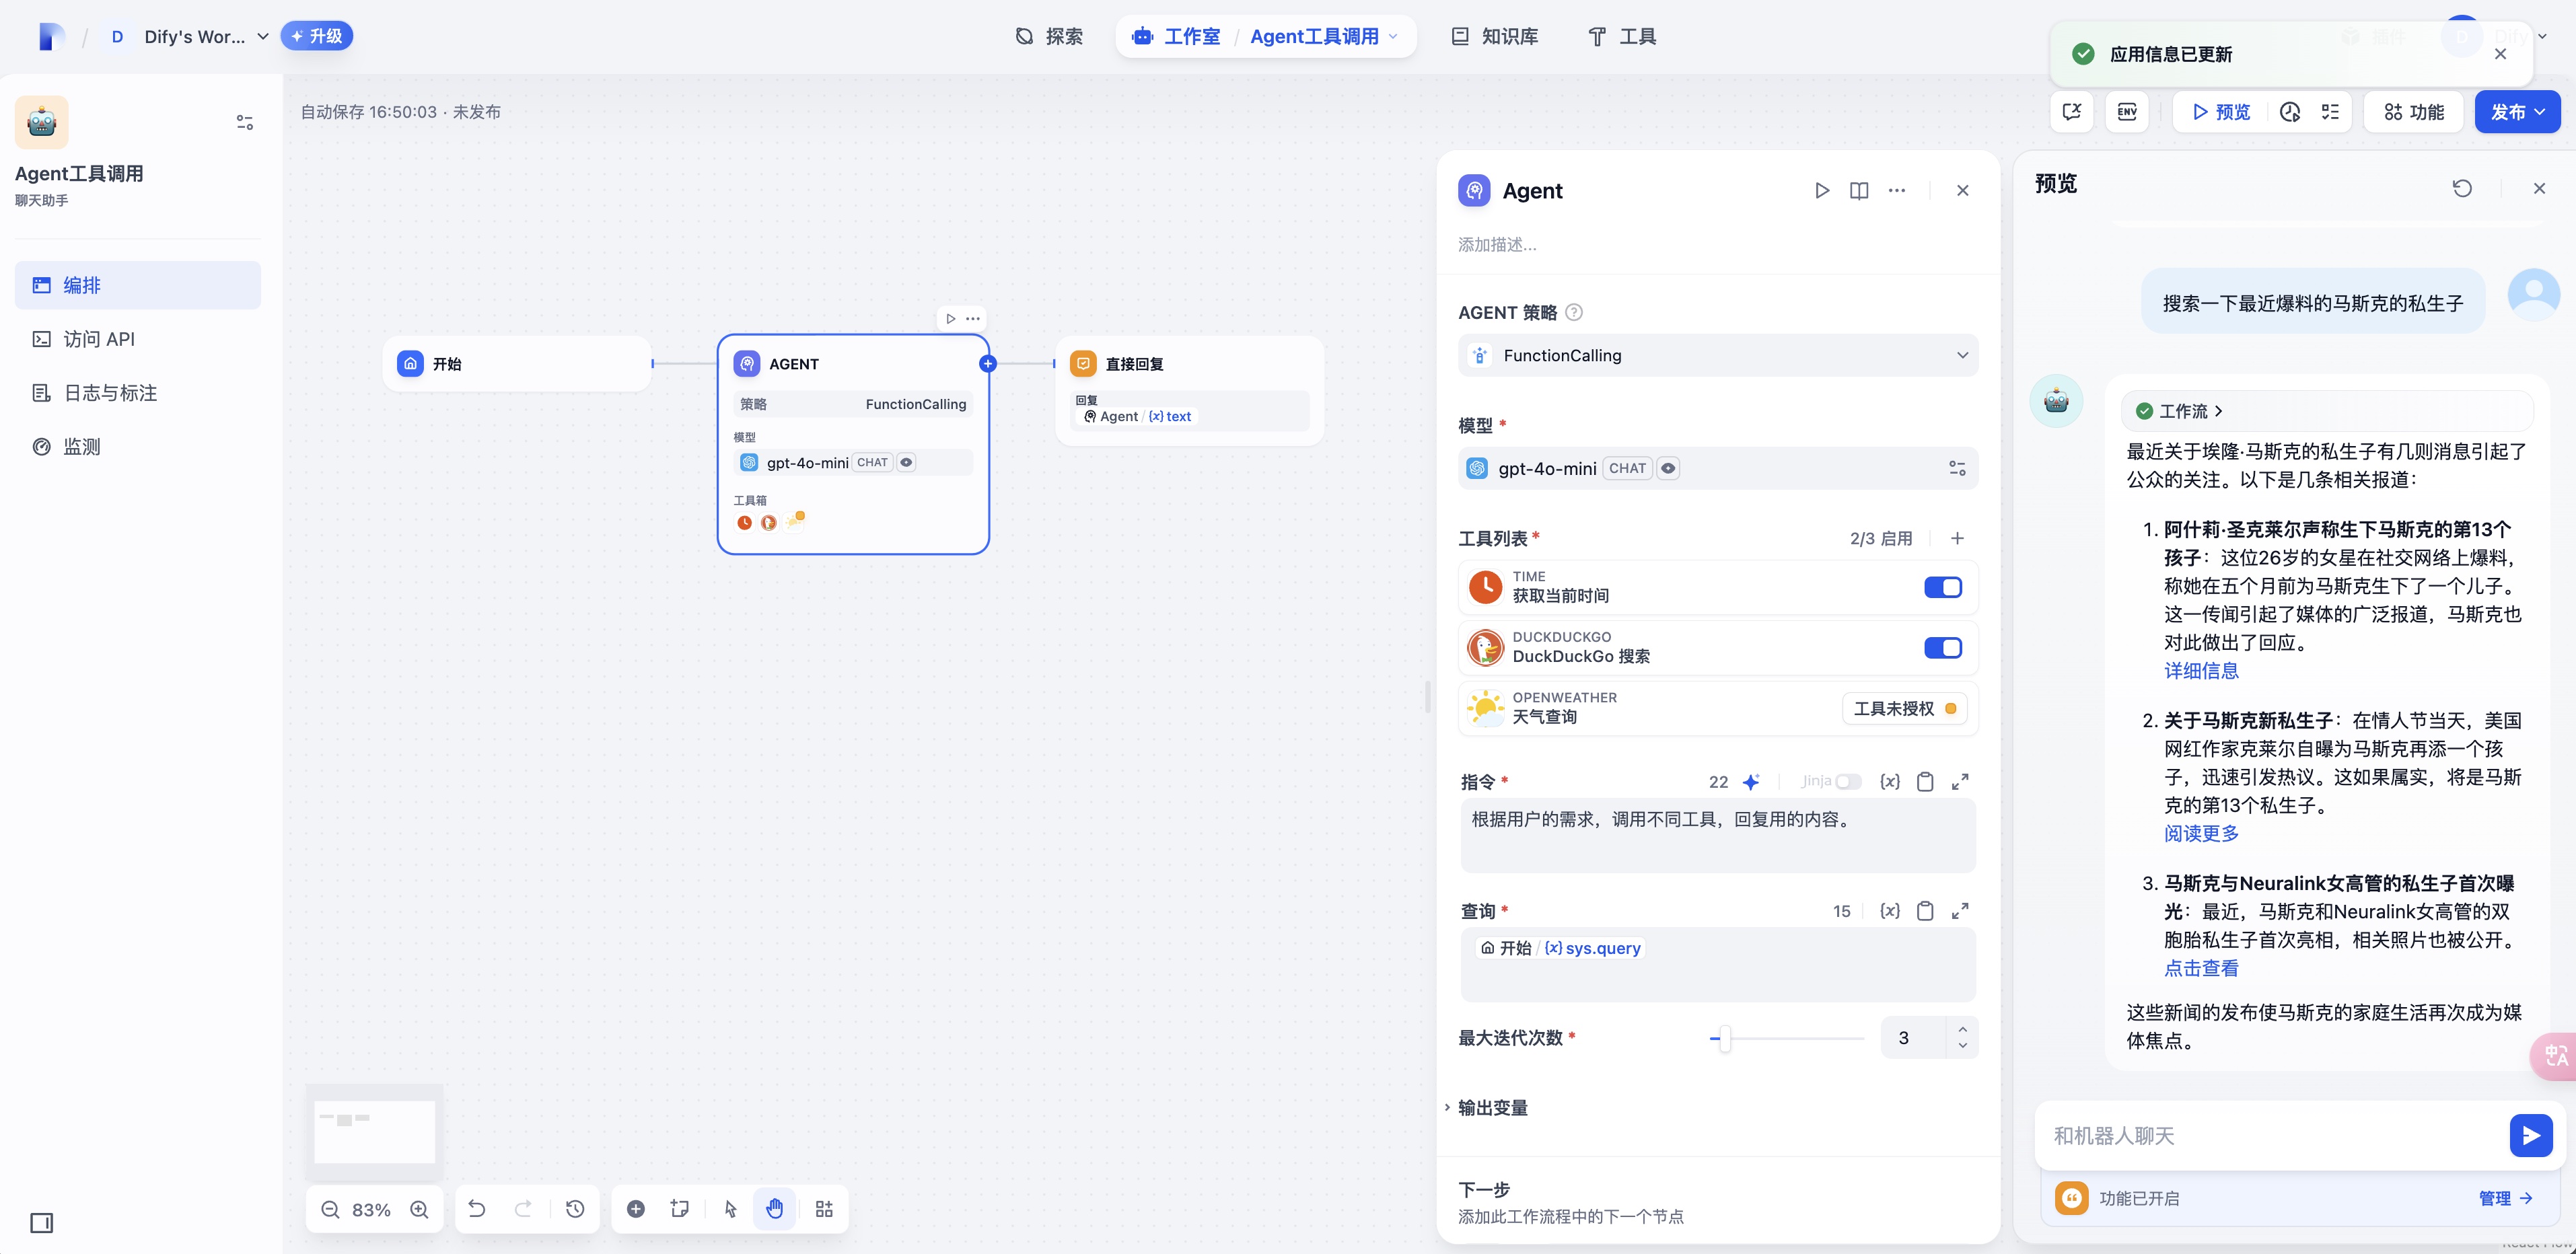 D Dify's Wor... 升级
探索
工作室 / Agent工具调用
知识库
工具
应用信息已更新
Agent工具调用
聊天助手
编排
访问 API
日志与标注
监测
自动保存 16:50:03 · 未发布
ENV
预览
功能
发布
开始
AGENT
策略 FunctionCalling
模型
gpt-4o-mini CHAT
工具箱
直接回复
回复
Agent / {x} text
83%
Agent
添加描述...
AGENT 策略
FunctionCalling
模型 *
gpt-4o-mini CHAT
工具列表 * 2/3 启用
TIME
获取当前时间
DUCKDUCKGO
DuckDuckGo 搜索
OPENWEATHER
天气查询
工具未授权
指令 * 22 Jinja {x}
根据用户的需求，调用不同工具，回复用的内容。
查询 * 15 {x}
开始 / {x} sys.query
最大迭代次数 * 3
输出变量
下一步
添加此工作流程中的下一个节点
预览
搜索一下最近爆料的马斯克的私生子
工作流
最近关于埃隆·马斯克的私生子有几则消息引起了
公众的关注。以下是几条相关报道：
1. 阿什莉·圣克莱尔声称生下马斯克的第13个
孩子：这位26岁的女星在社交网络上爆料，
称她在五个月前为马斯克生下了一个儿子。
这一传闻引起了媒体的广泛报道，马斯克也
对此做出了回应。
详细信息
2. 关于马斯克新私生子：在情人节当天，美国
网红作家克莱尔自曝为马斯克再添一个孩
子，迅速引发热议。这如果属实，将是马斯
克的第13个私生子。
阅读更多
3. 马斯克与Neuralink女高管的私生子首次曝
光：最近，马斯克和Neuralink女高管的双
胞胎私生子首次亮相，相关照片也被公开。
点击查看
这些新闻的发布使马斯克的家庭生活再次成为媒
体焦点。
和机器人聊天
功能已开启
管理